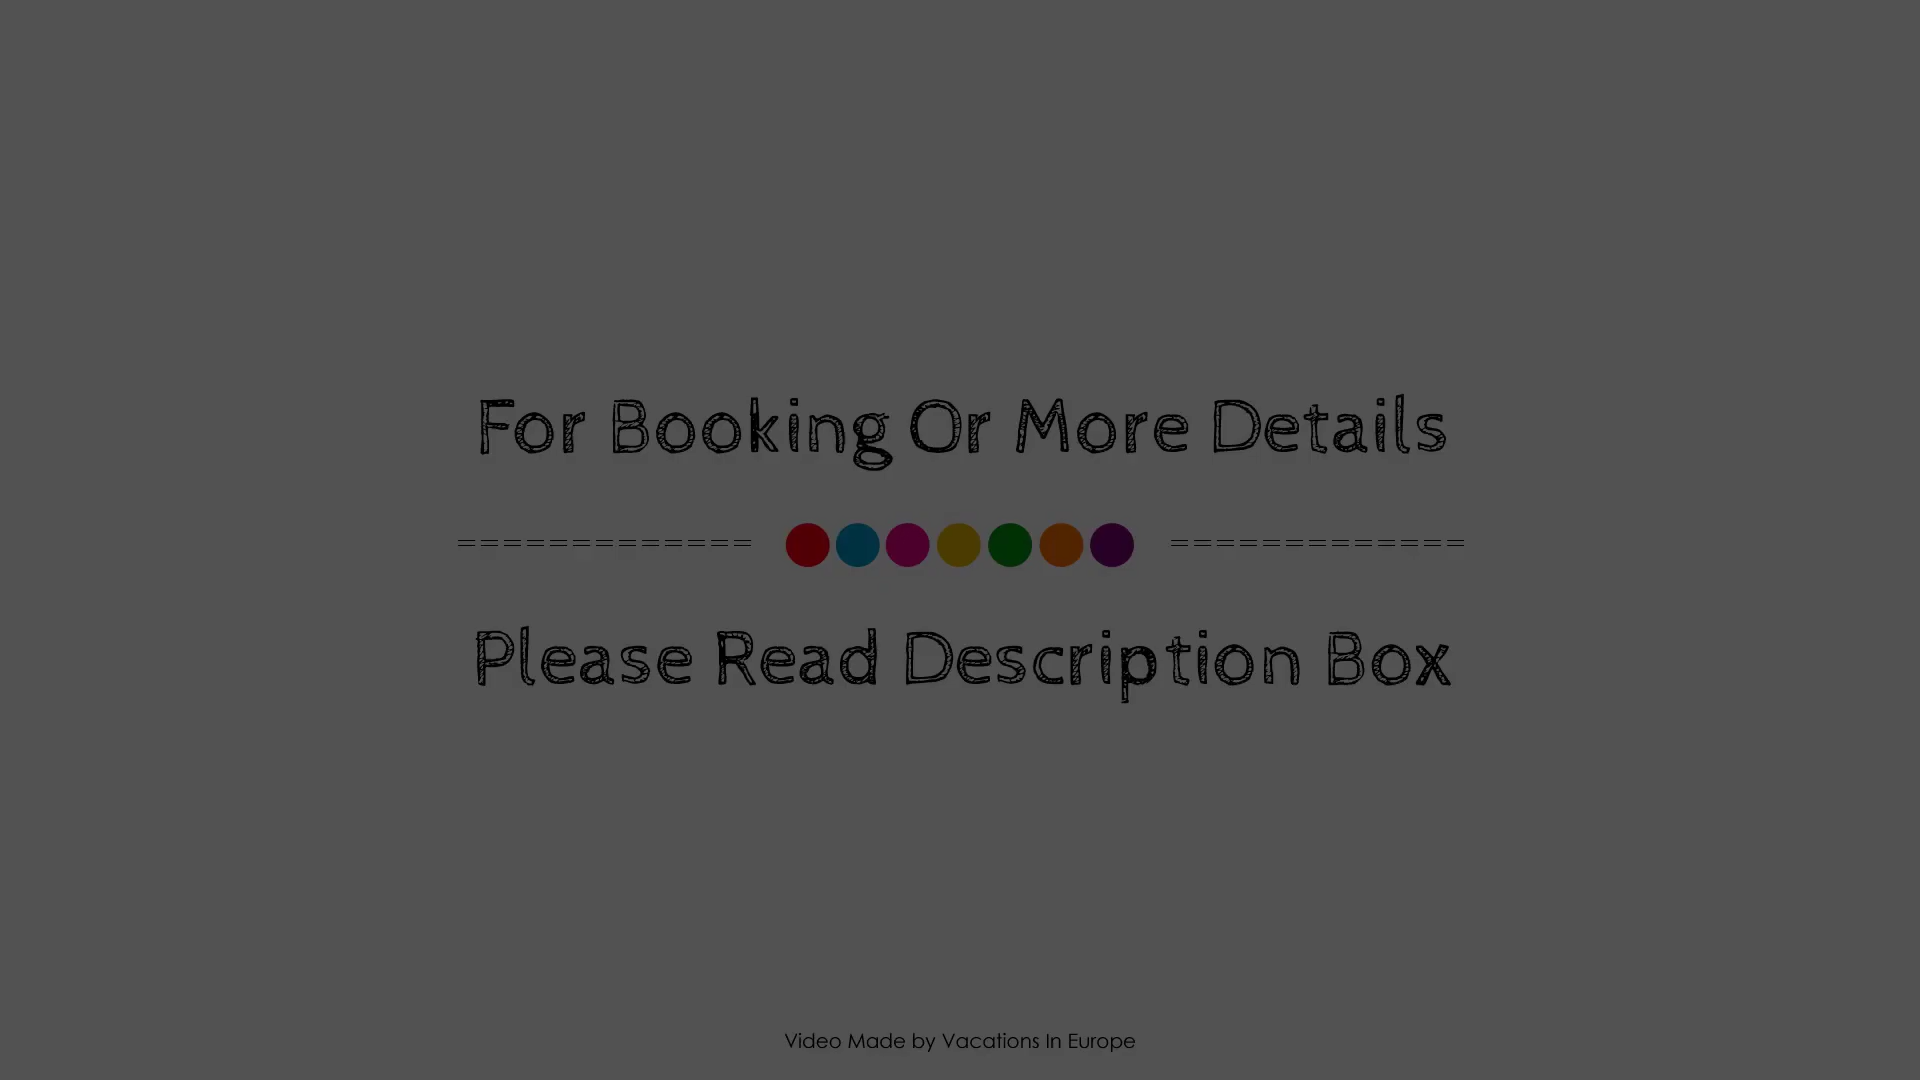 For Booking Or More Details
============= =============
Please Read Description Box
Video Made by Vacations In Europe